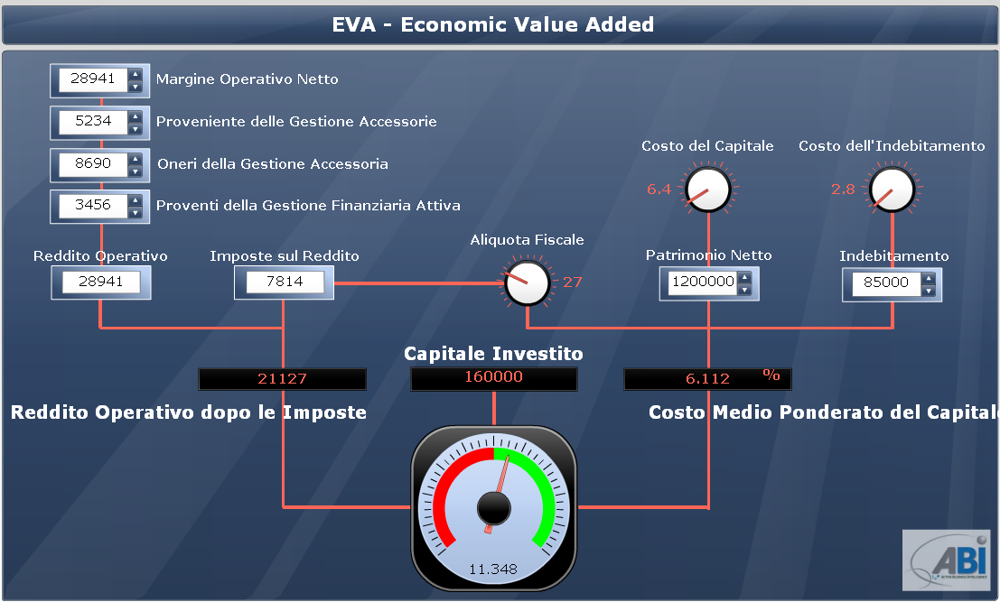 EVA - Economic Value Added
28941 Margine Operativo Netto
5234 Proveniente delle Gestione Accessorie
8690 Oneri della Gestione Accessoria
3456 Proventi della Gestione Finanziaria Attiva
Costo del Capitale
Costo dell'Indebitamento
6.4
2.8
Reddito Operativo
Imposte sul Reddito
Aliquota Fiscale
Patrimonio Netto
Indebitamento
28941
7814
27
1200000
85000
Capitale Investito
21127
160000
6.112 %
Reddito Operativo dopo le Imposte
Costo Medio Ponderato del Capitale
11.348
ABi